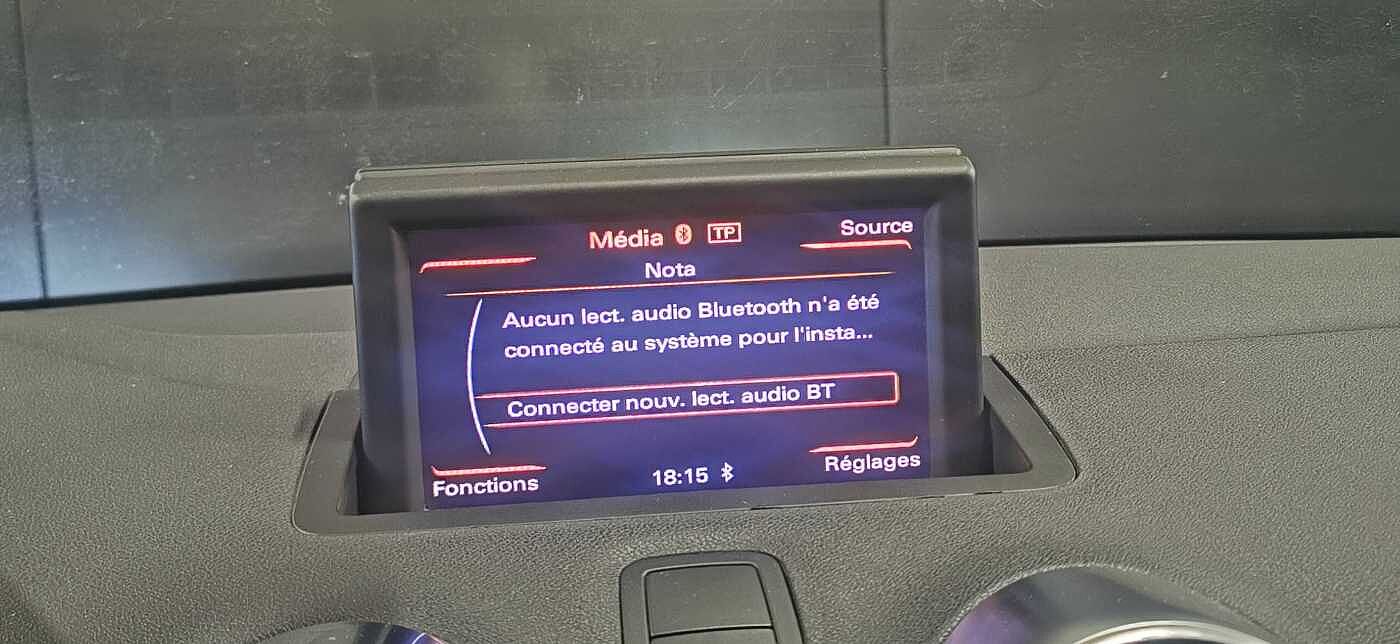 Média TP
Source
Nota
Aucun lect. audio Bluetooth n'a été
connecté au système pour l'insta...
Connecter nouv. lect. audio BT
Fonctions
18:15
Réglages